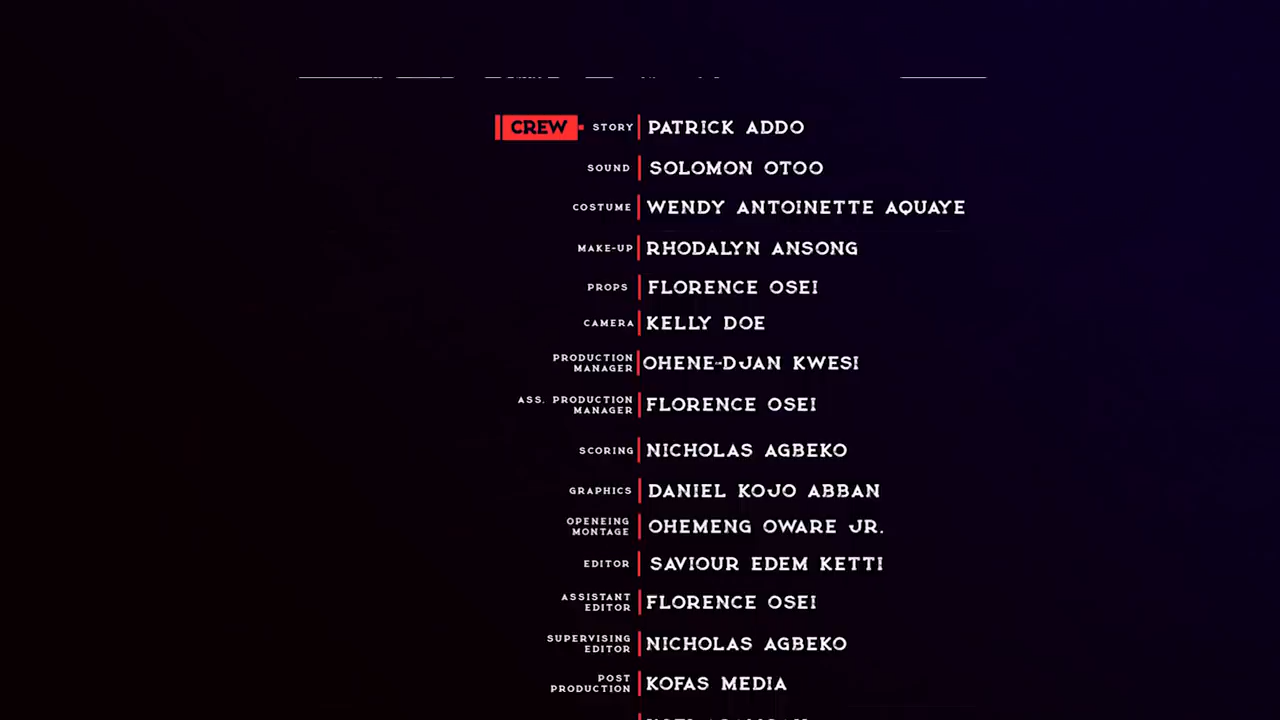 CREW STORY PATRICK ADDO
SOUND SOLOMON OTOO
COSTUME WENDY ANTOINETTE AQUAYE
MAKE-UP RHODALYN ANSONG
PROPS FLORENCE OSEI
CAMERA KELLY DOE
PRODUCTION
MANAGER OHENE-DJAN KWESI
ASS. PRODUCTION
MANAGER FLORENCE OSEI
SCORING NICHOLAS AGBEKO
GRAPHICS DANIEL KOJO ABBAN
OPENEING
MONTAGE OHEMENG OWARE JR.
EDITOR SAVIOUR EDEM KETTI
ASSISTANT
EDITOR FLORENCE OSEI
SUPERVISING
EDITOR NICHOLAS AGBEKO
POST
PRODUCTION KOFAS MEDIA